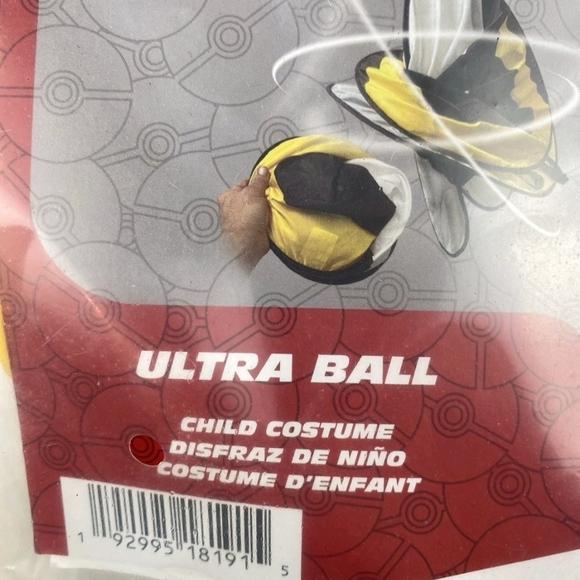 ULTRA BALL
CHILD COSTUME
DISFRAZ DE NIÑO
COSTUME D'ENFANT
1 92995 18191 5